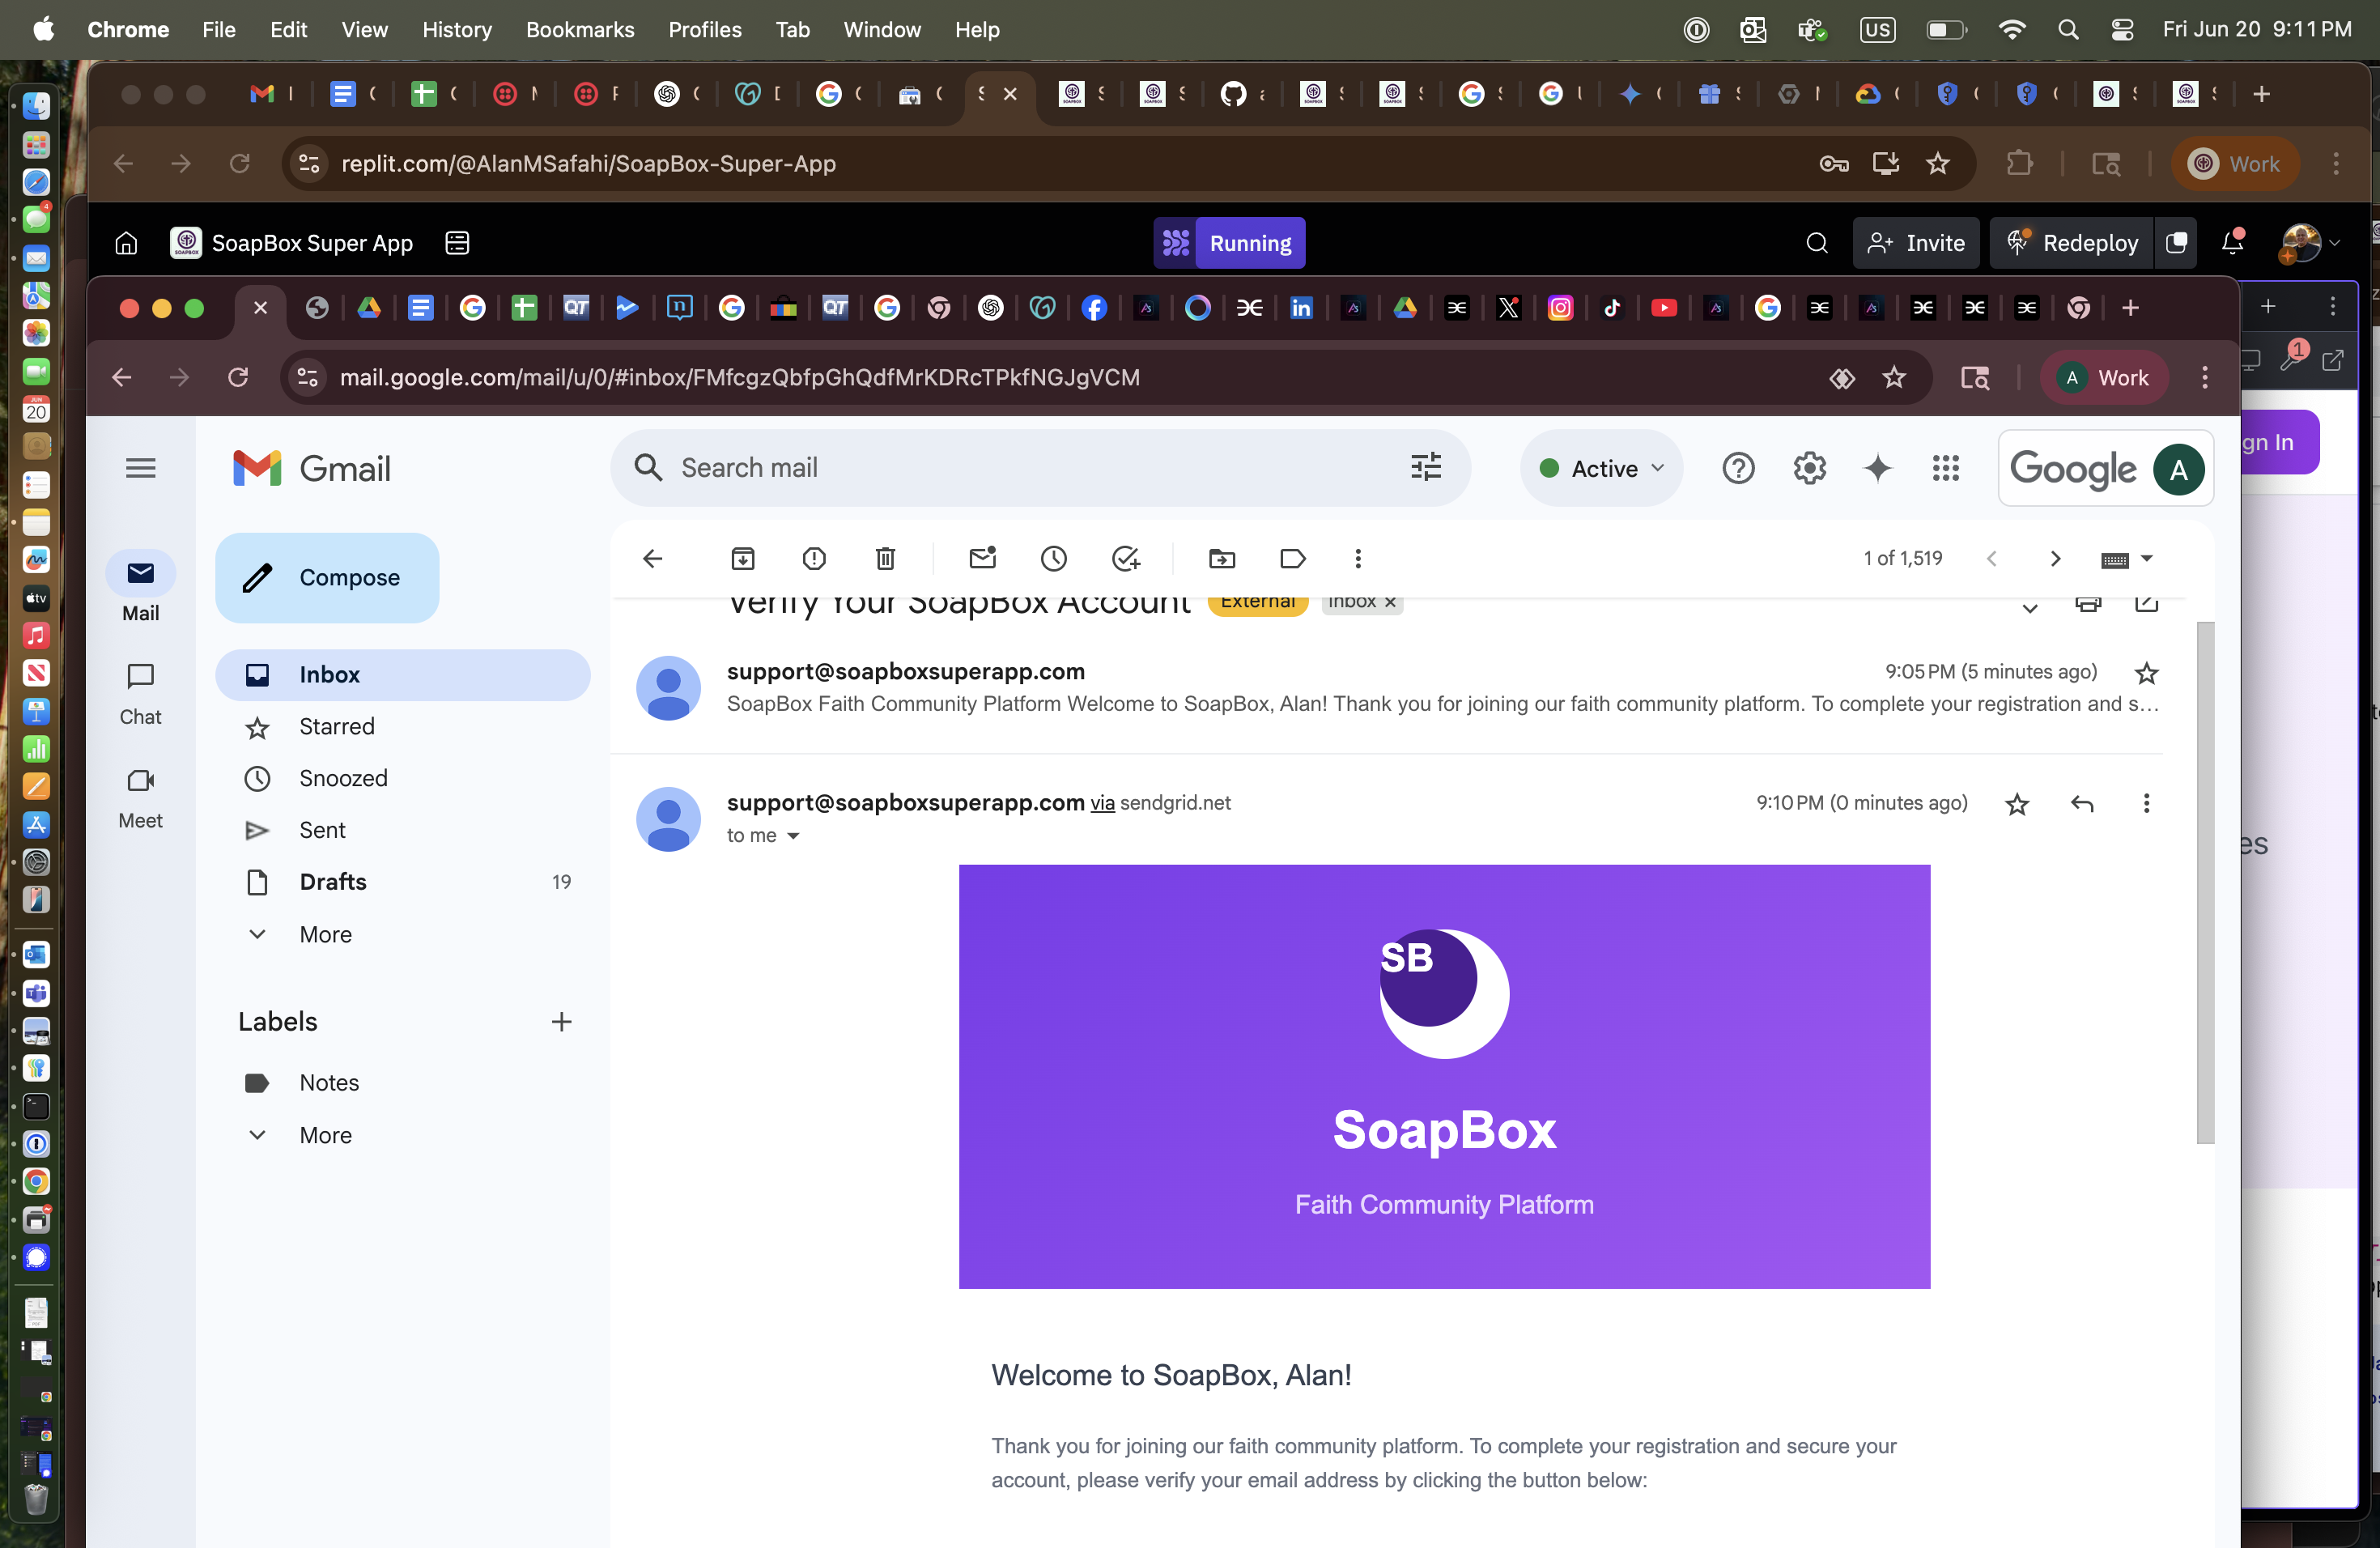 Chrome File Edit View History Bookmarks Profiles Tab Window Help US Fri Jun 20 9:11 PM
replit.com/@AlanMSafahi/SoapBox-Super-App Work
SoapBox Super App Running Invite Redeploy
mail.google.com/mail/u/0/#inbox/FMfcgzQbfpGhQdfMrKDRcTPkfNGJgVCM A Work
Gmail Search mail Active Google A
gn In
Compose
1 of 1,519
Verify Your SoapBox Account External Inbox
Mail
Inbox
support@soapboxsuperapp.com 9:05 PM (5 minutes ago)
SoapBox Faith Community Platform Welcome to SoapBox, Alan! Thank you for joining our faith community platform. To complete your registration and s...
Chat
Starred
Snoozed
Meet
Sent
support@soapboxsuperapp.com via sendgrid.net 9:10 PM (0 minutes ago)
to me
Drafts 19
More
SB
Labels
Notes
More
SoapBox
Faith Community Platform
Welcome to SoapBox, Alan!
Thank you for joining our faith community platform. To complete your registration and secure your
account, please verify your email address by clicking the button below: